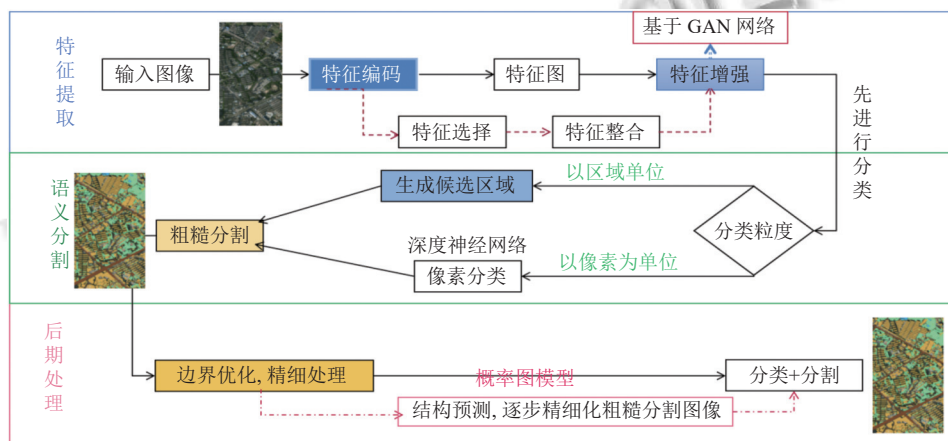 特征提取
基于 GAN 网络
输入图像
特征编码
特征图
特征增强
特征选择
特征整合
先进行分类
语义分割
生成候选区域
以区域单位
粗糙分割
深度神经网络
像素分类
以像素为单位
分类粒度
后期处理
边界优化, 精细处理
概率图模型
分类+分割
结构预测, 逐步精细化粗糙分割图像